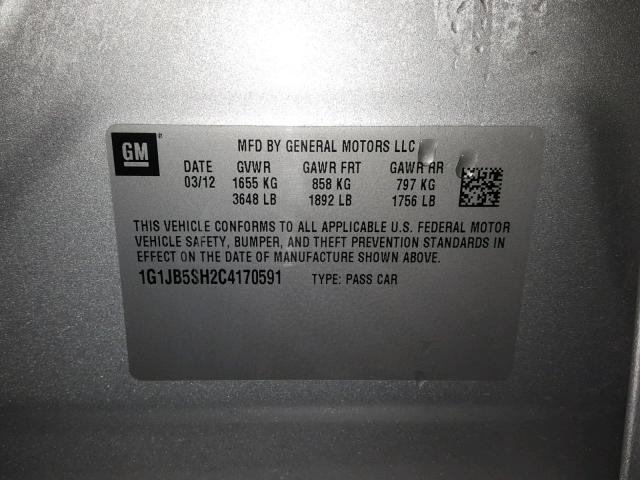 GM
MFD BY GENERAL MOTORS LLC
DATE GVWR GAWR FRT GAWR RR
03/12 1655 KG 858 KG 797 KG
3648 LB 1892 LB 1756 LB
THIS VEHICLE CONFORMS TO ALL APPLICABLE U.S. FEDERAL MOTOR
VEHICLE SAFETY, BUMPER, AND THEFT PREVENTION STANDARDS IN
EFFECT ON THE DATE OF MANUFACTURE SHOWN ABOVE.
1G1JB5SH2C4170591 TYPE: PASS CAR